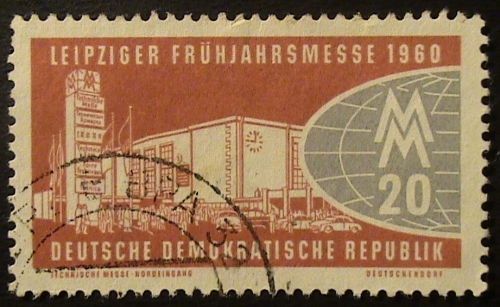 LEIPZIGER FRÜHJAHRSMESSE 1960
MM
20
DEUTSCHE DEMOKRATISCHE REPUBLIK
TECHNISCHE MESSE-NORDEINGANG
DEUTSCHENDORF